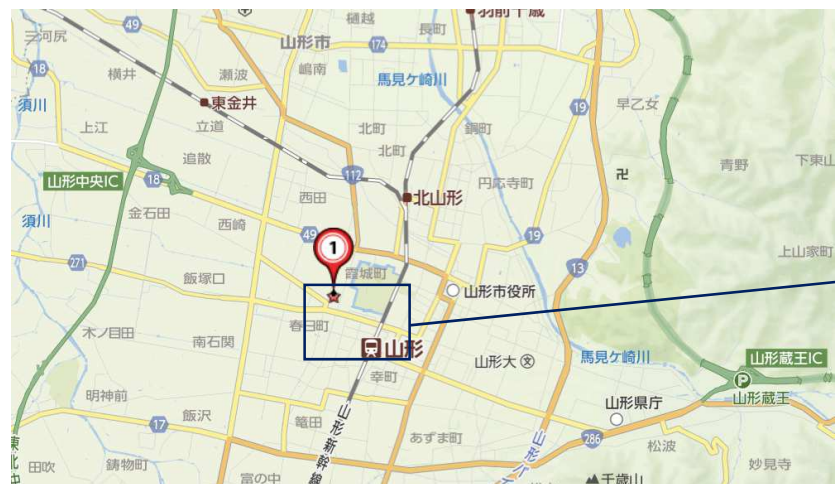 樋越
長町
羽前千歳
49
174
三河尻
山形市
18
横井
瀬波
嶋南
馬見ケ崎川
19
須川
東金井
早乙女
上江
立道
北町
銅町
追散
北町
青野
下東山
112
円応寺町
山形中央IC
18
西田
北山形
金石田
須川
西崎
49
19
1
13
上山家町
271
飯塚口
霞城町
山形市役所
春日町
木ノ目田
南石関
山形
山形大
文
馬見ケ崎川
山形蔵王IC
幸町
P
山形蔵王
明神前
飯沢
山形県庁
17
篭田
山形新幹線
あずま町
山形バイ
286
松波
東北中
田吹
鋳物町
富の中
千歳山
妙見寺